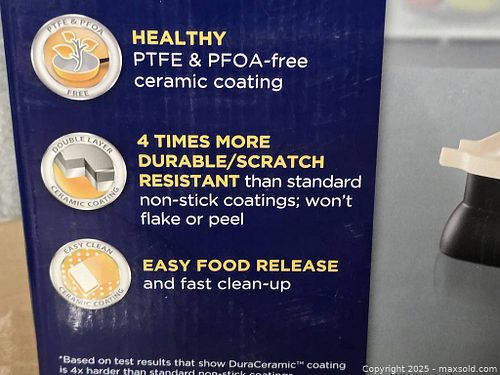 PTFE & PFOA
FREE
HEALTHY
PTFE & PFOA-free
ceramic coating
DOUBLE LAYER
CERAMIC COATING
4 TIMES MORE
DURABLE/SCRATCH
RESISTANT than standard
non-stick coatings; won't
flake or peel
EASY CLEAN
CERAMIC COATING
EASY FOOD RELEASE
and fast clean-up
*Based on test results that show DuraCeramic™ coating
is 4x harder than standard non-stick coatings
Copyright 2025 - maxsold.com